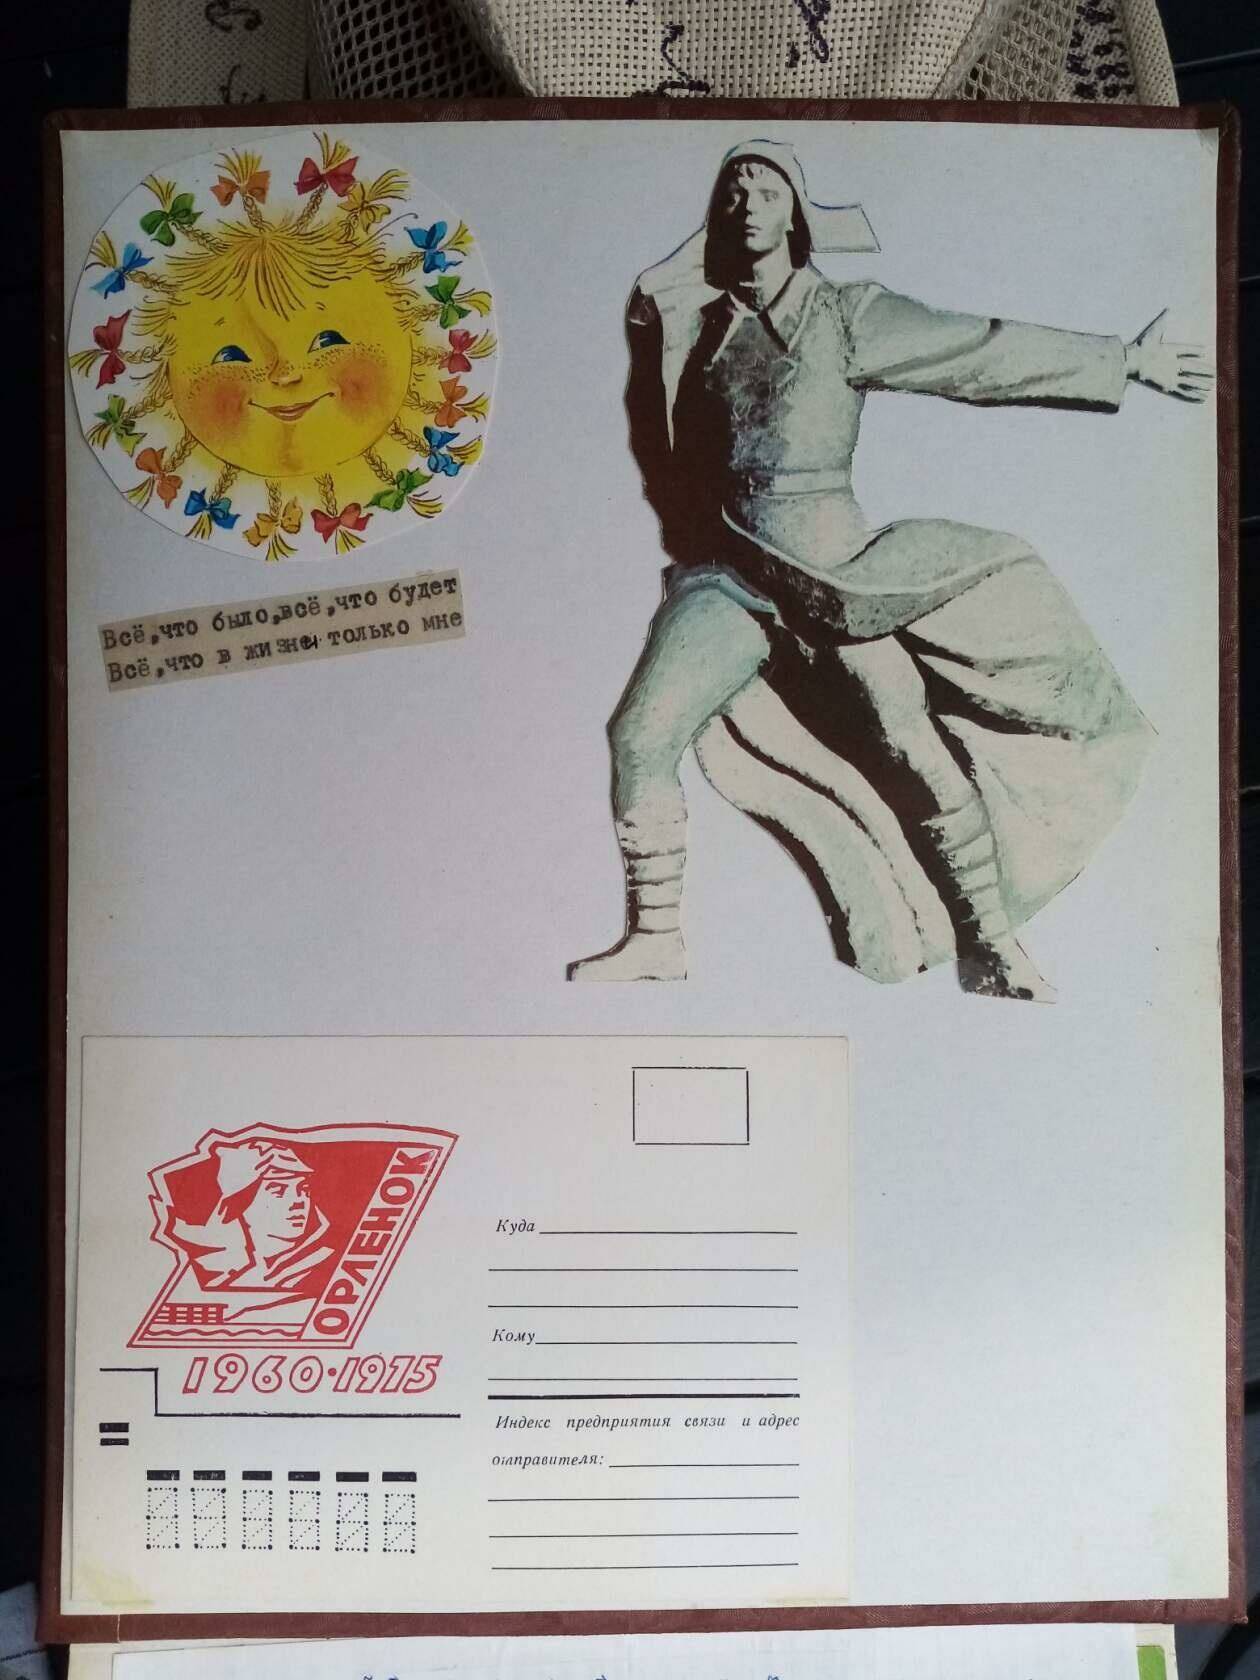 Всё,что было,всё,что будет
Всё,что в жизни только мне
ОРЛЕНОК
1960·1975
Куда
Кому
Индекс предприятия связи и адрес
отправителя: